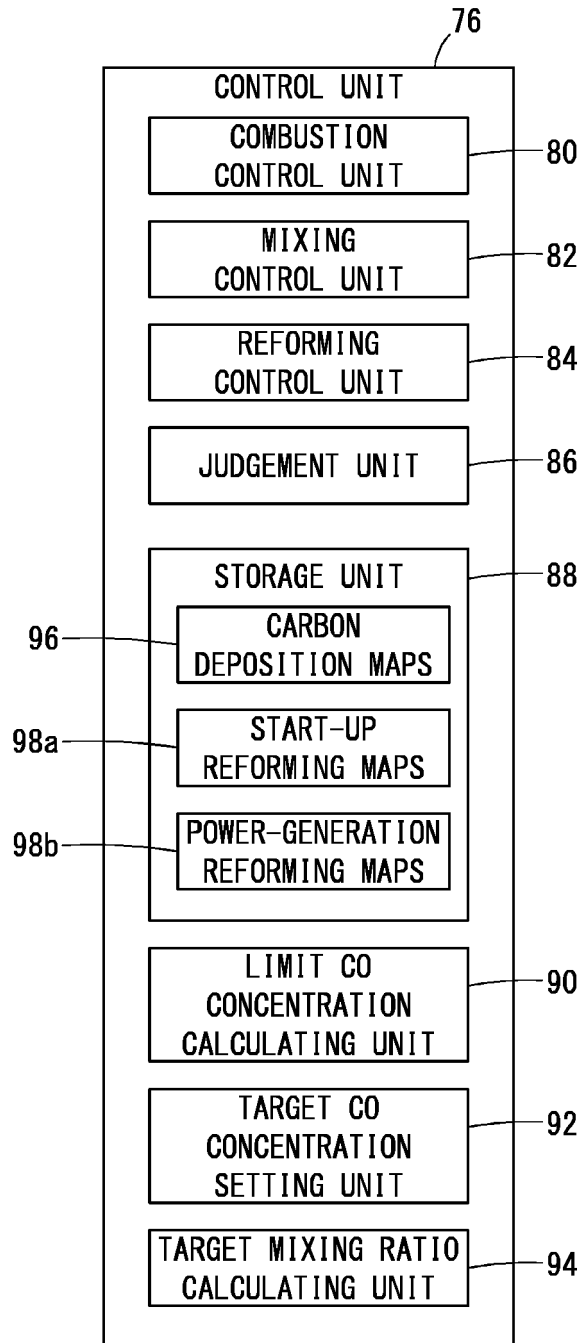 76
CONTROL UNIT
COMBUSTION
CONTROL UNIT
80
MIXING
CONTROL UNIT
82
REFORMING
CONTROL UNIT
84
JUDGEMENT UNIT
86
STORAGE UNIT
88
96
CARBON
DEPOSITION MAPS
98a
START-UP
REFORMING MAPS
98b
POWER-GENERATION
REFORMING MAPS
LIMIT CO
CONCENTRATION
CALCULATING UNIT
90
TARGET CO
CONCENTRATION
SETTING UNIT
92
TARGET MIXING RATIO
CALCULATING UNIT
94